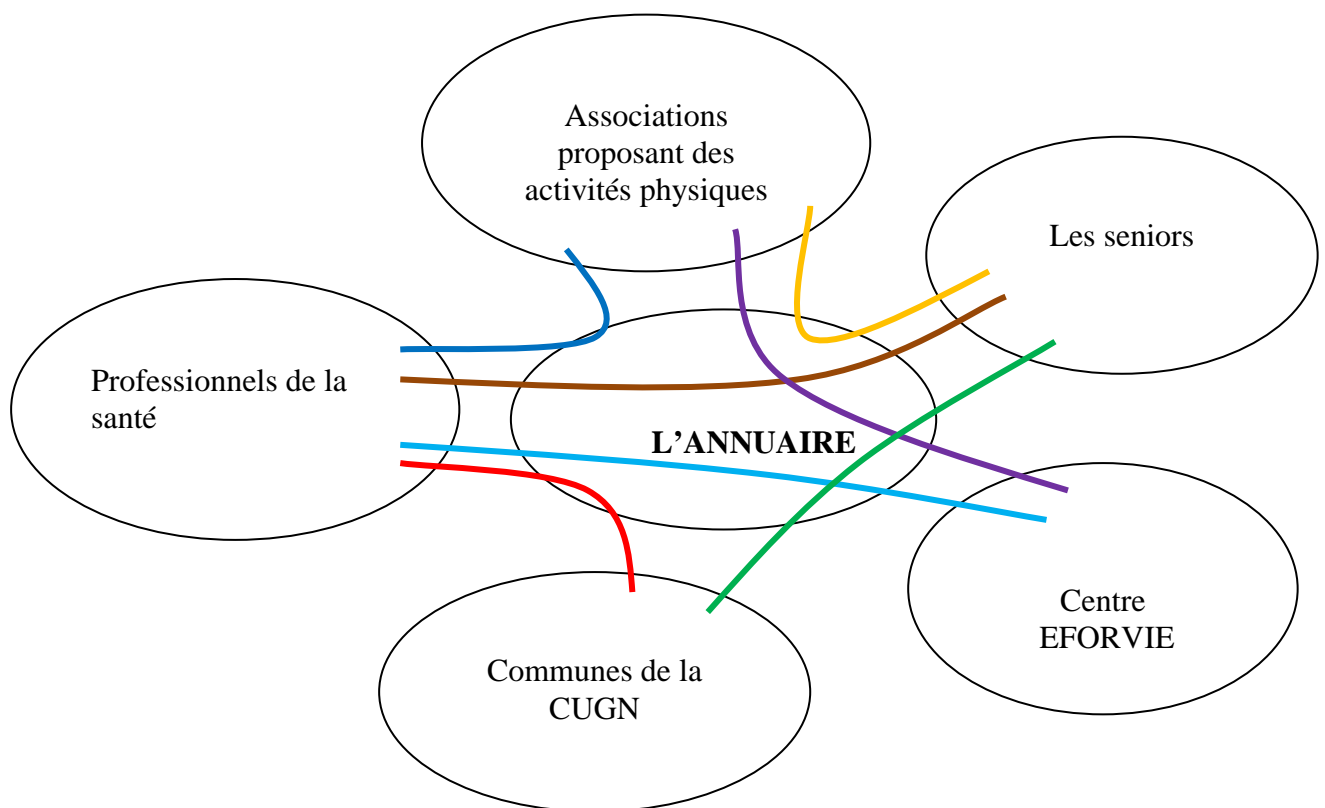 Associations
proposant des
activités physiques
Les seniors
Professionnels de la
santé
L'ANNUAIRE
Centre
EFORVIE
Communes de la
CUGN